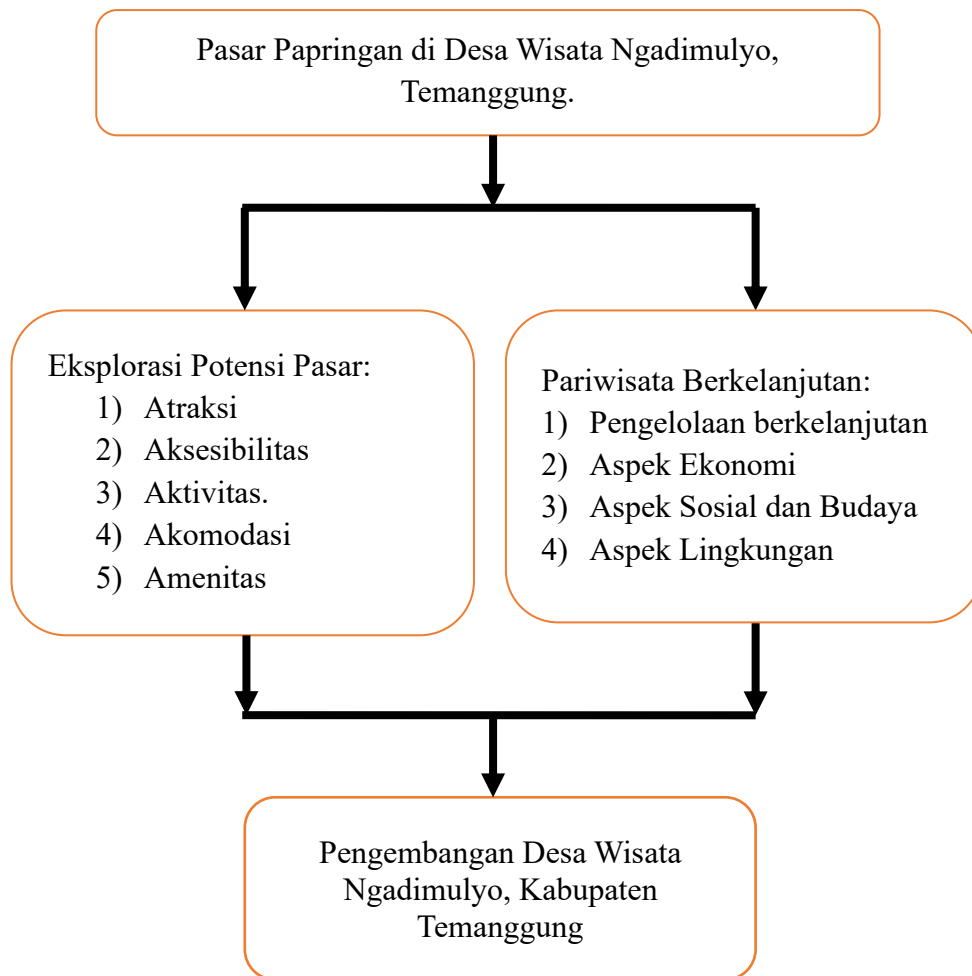 Pasar Papringan di Desa Wisata Ngadimulyo,
Temanggung.
Eksplorasi Potensi Pasar:
1) Atraksi
2) Aksesibilitas
3) Aktivitas.
4) Akomodasi
5) Amenitas
Pariwisata Berkelanjutan:
1) Pengelolaan berkelanjutan
2) Aspek Ekonomi
3) Aspek Sosial dan Budaya
4) Aspek Lingkungan
Pengembangan Desa Wisata
Ngadimulyo, Kabupaten
Temanggung